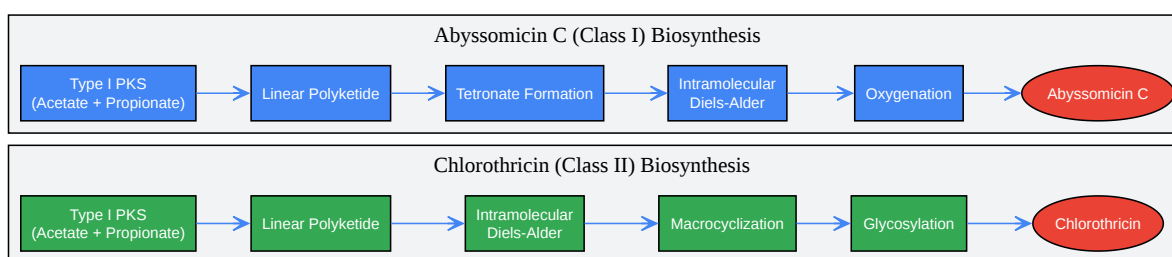 Abyssomicin C (Class I) Biosynthesis
Type I PKS
(Acetate + Propionate)
Linear Polyketide
Tetronate Formation
Intramolecular
Diels-Alder
Oxygenation
Abyssomicin C
Chlorothricin (Class II) Biosynthesis
Type I PKS
(Acetate + Propionate)
Linear Polyketide
Intramolecular
Diels-Alder
Macrocyclization
Glycosylation
Chlorothricin